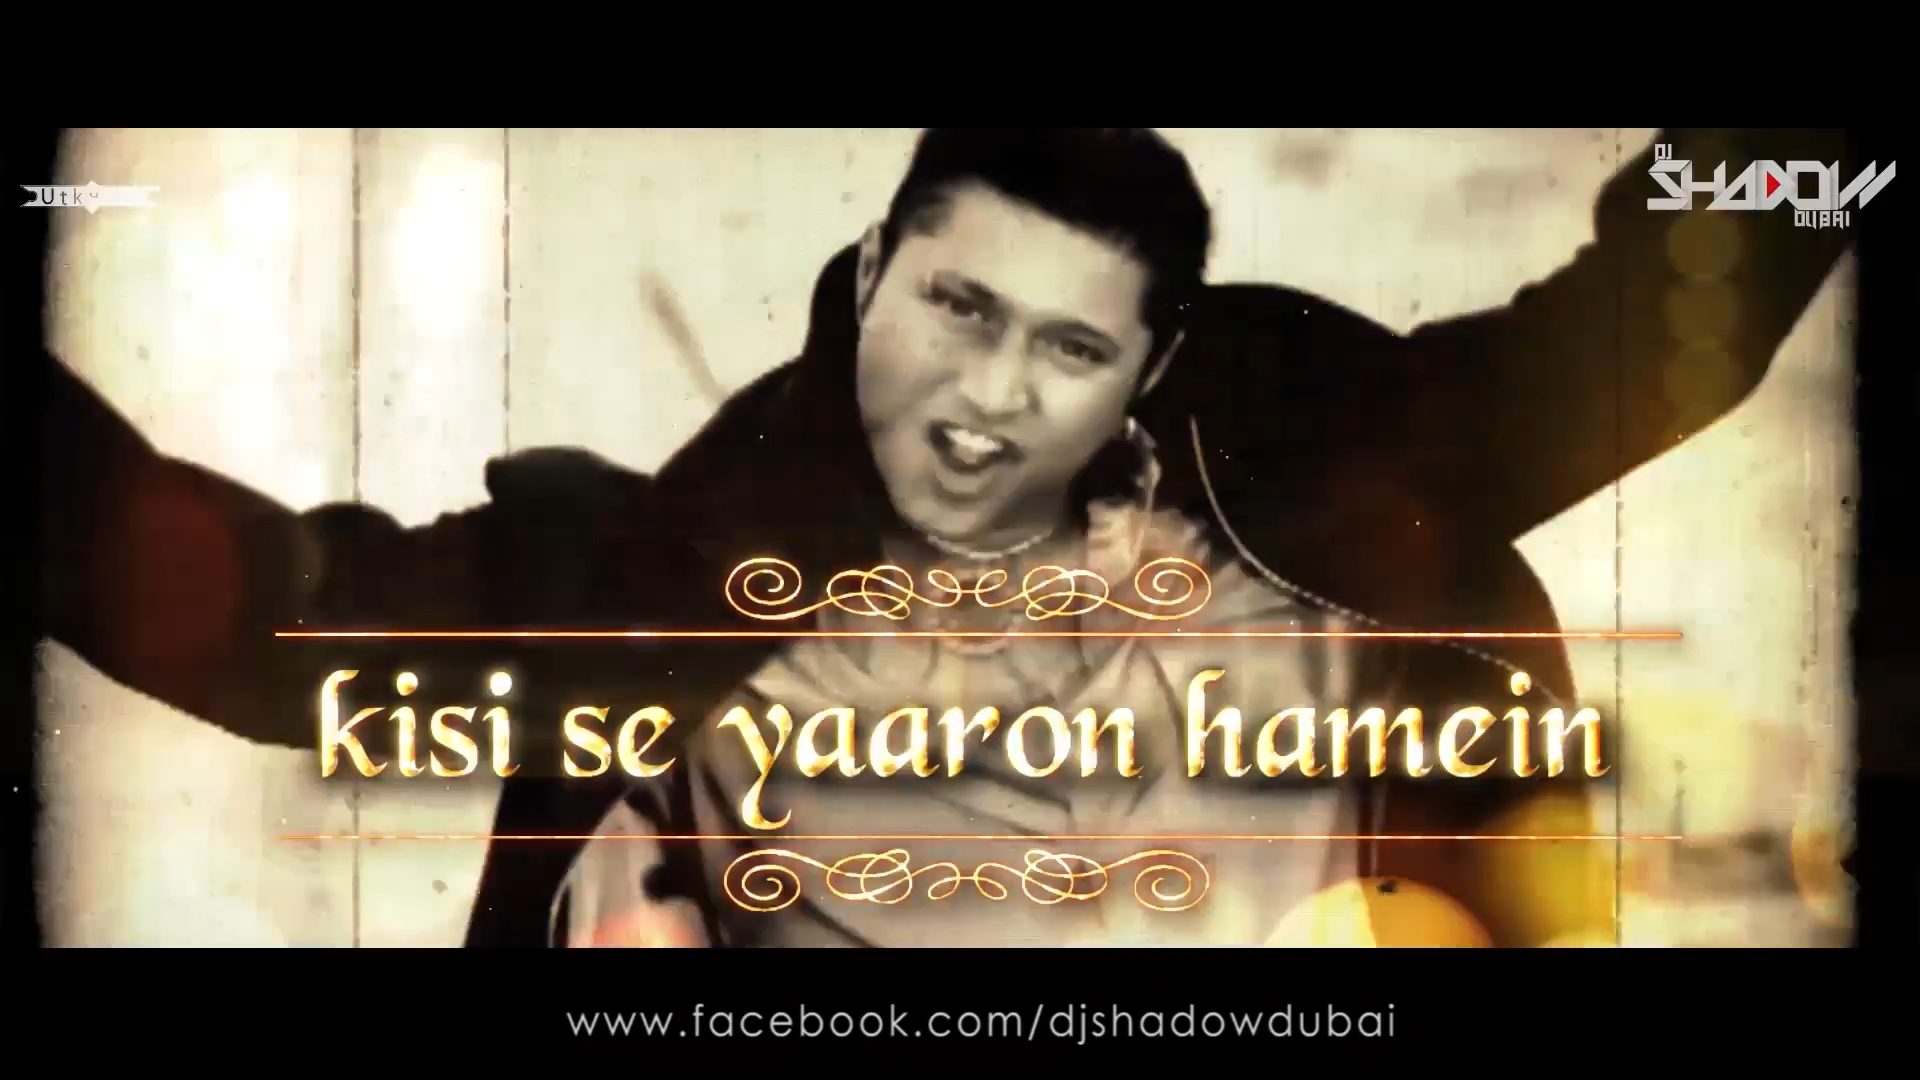 DJ
SHADOW
DUBAI
kisi se yaaron hamein
www.facebook.com/djshadowdubai